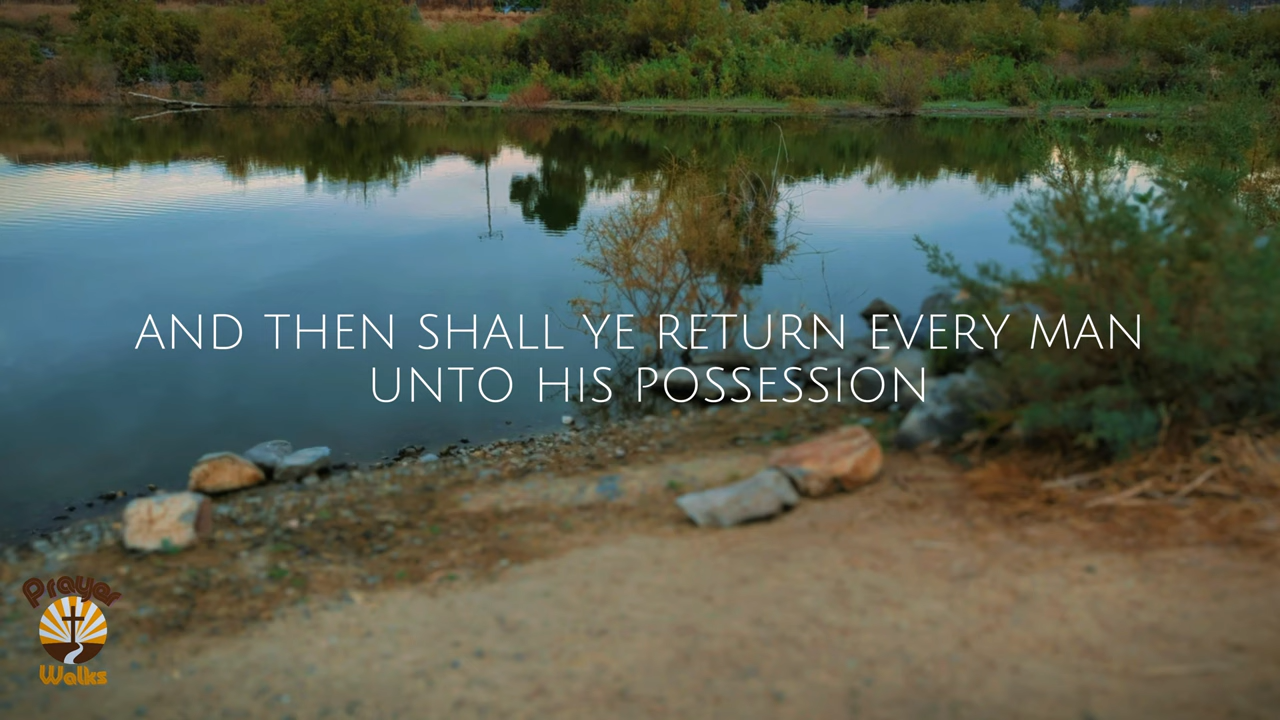 AND THEN SHALL YE RETURN EVERY MAN
UNTO HIS POSSESSION
Prayer
Walks